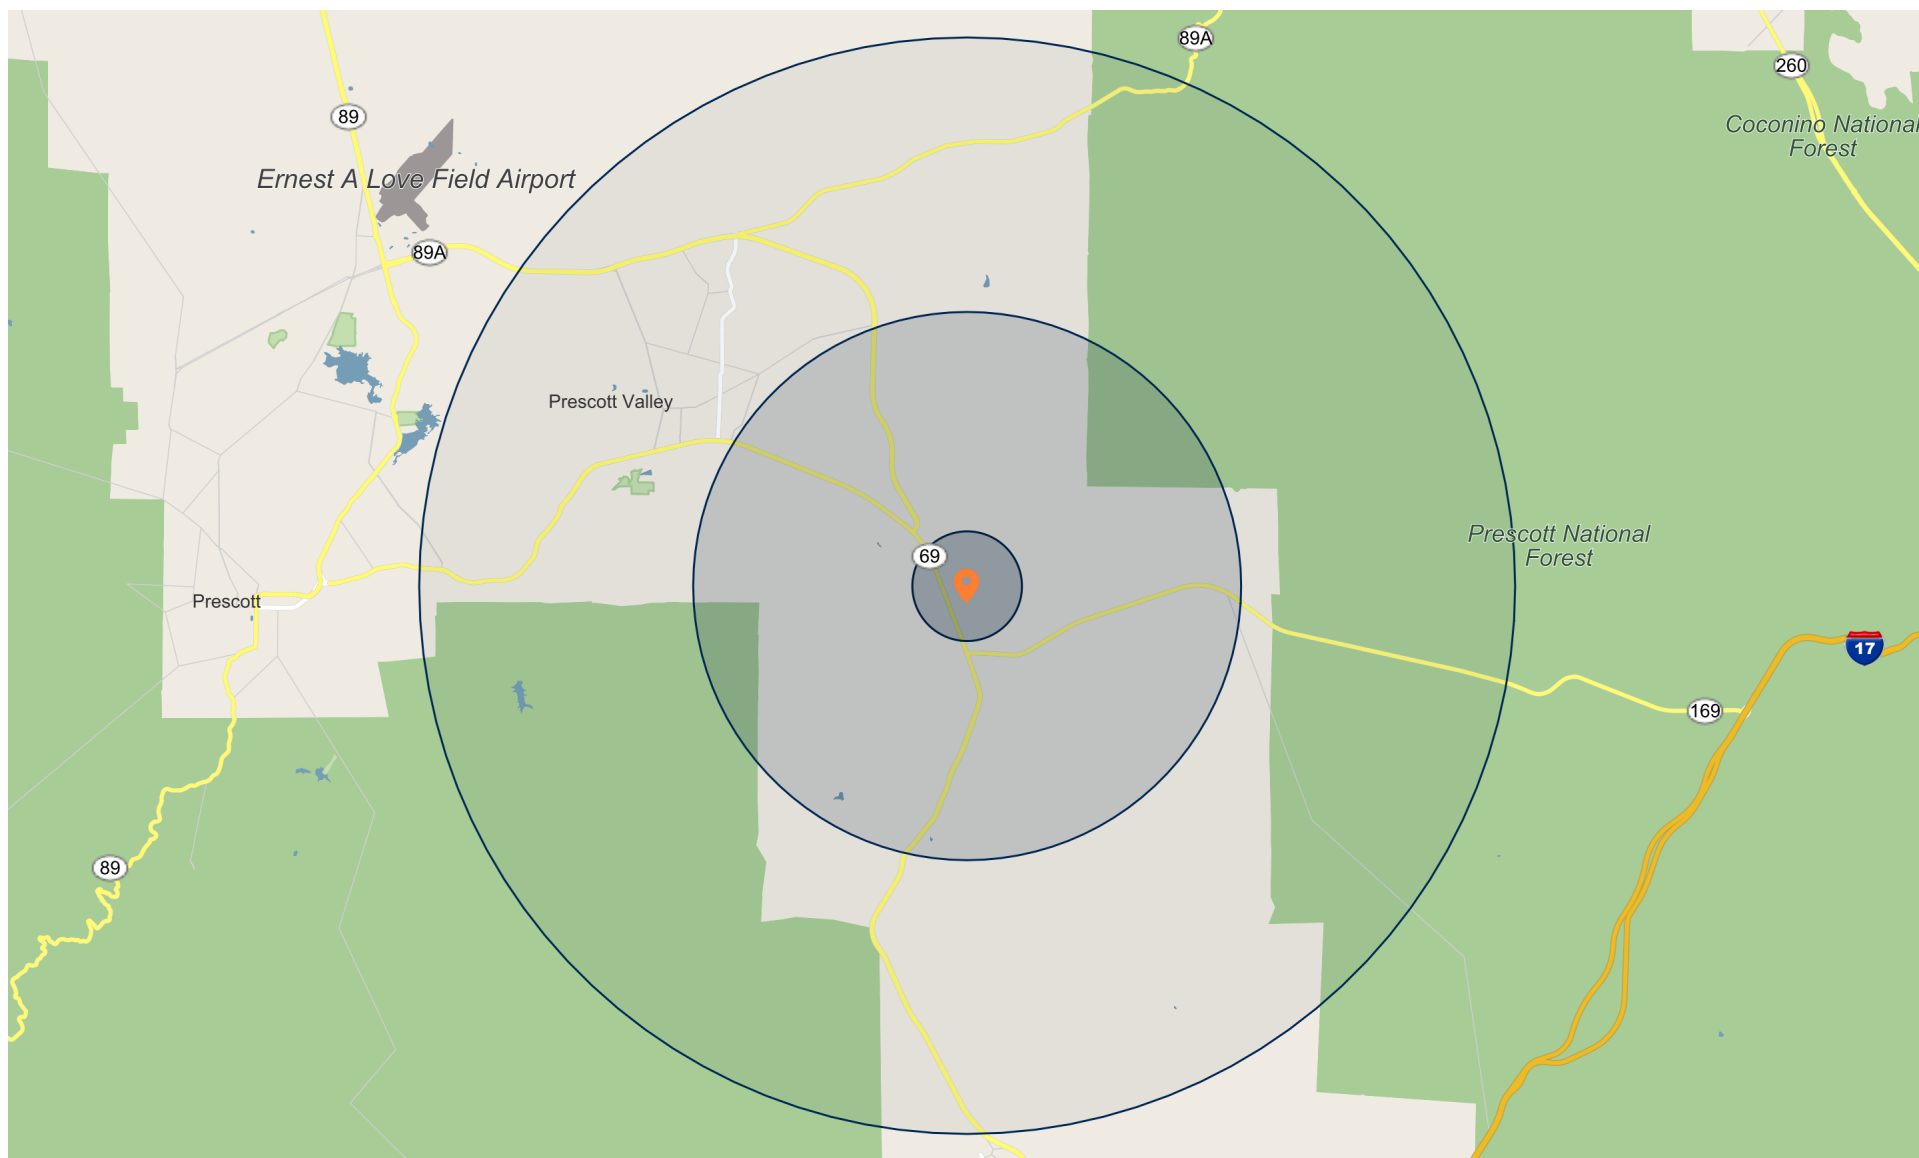 89A
260
89
Coconino National
Forest
Ernest A Love Field Airport
89A
Prescott Valley
Prescott National
Forest
69
Prescott
17
169
89